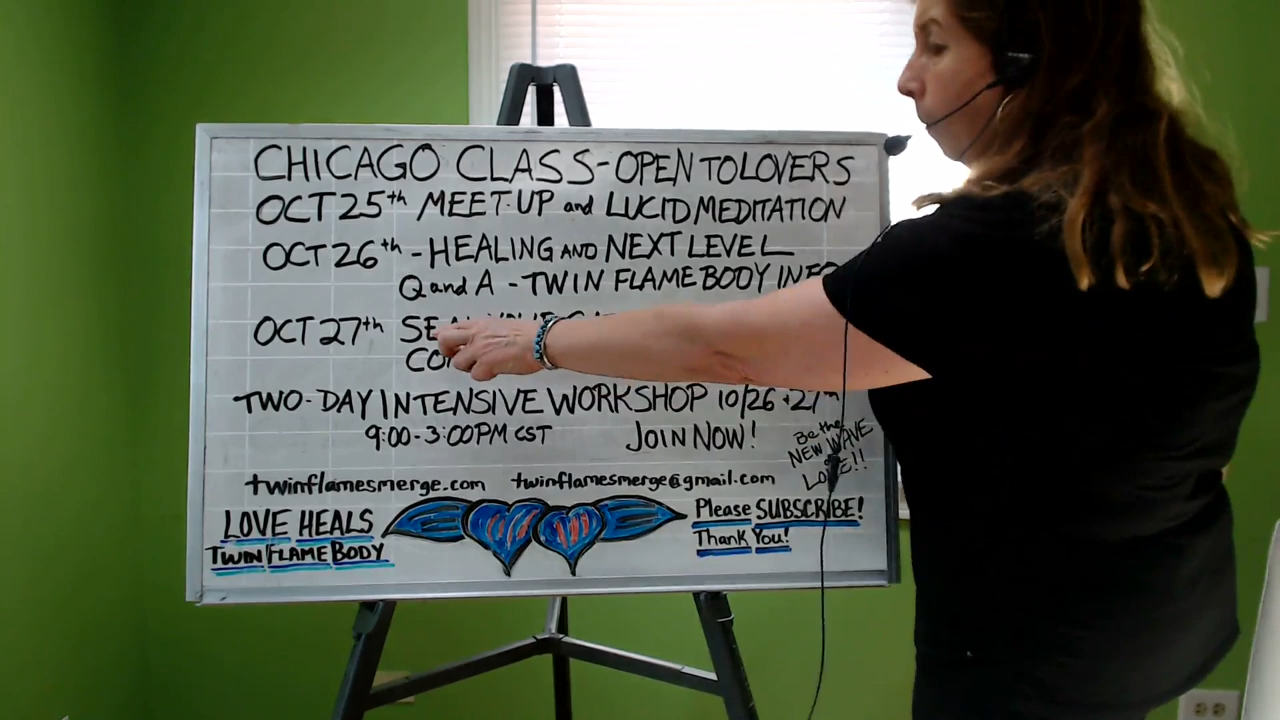 CHICAGO CLASS - OPEN TO LOVERS
OCT 25th MEET-UP and LUCID MEDITATION
OCT 26th - HEALING AND NEXT LEVEL
Q and A - TWIN FLAME BODY INFO
OCT 27th
TWO-DAY INTENSIVE WORKSHOP 10/26 + 27th
9:00 - 3:00PM CST JOIN NOW!
Be the
NEW WAVE
of
LOVE!!
twinflamesmerge.com twinflamesmerge@gmail.com
LOVE HEALS
TWIN FLAME BODY
Please SUBSCRIBE!
Thank You!